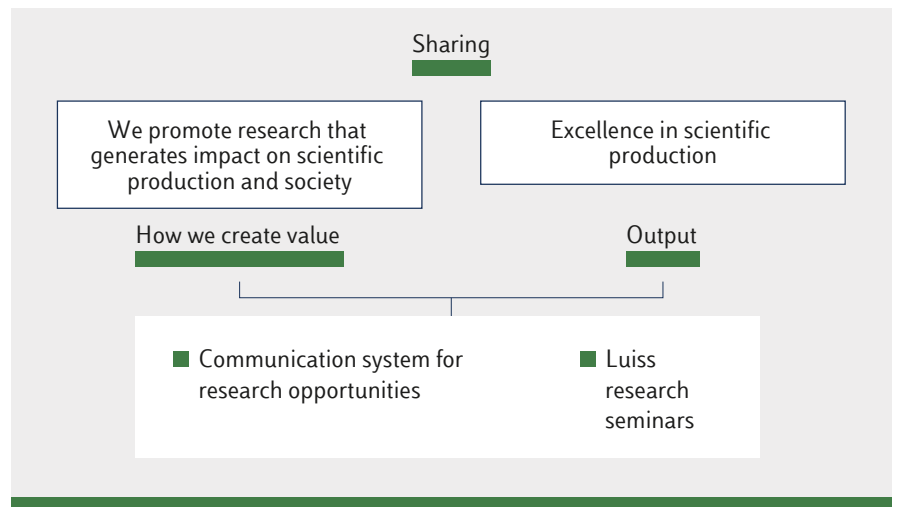 Sharing
We promote research that
generates impact on scientific
production and society
Excellence in scientific
production
How we create value
Output
Communication system for
research opportunities
Luiss
research
seminars